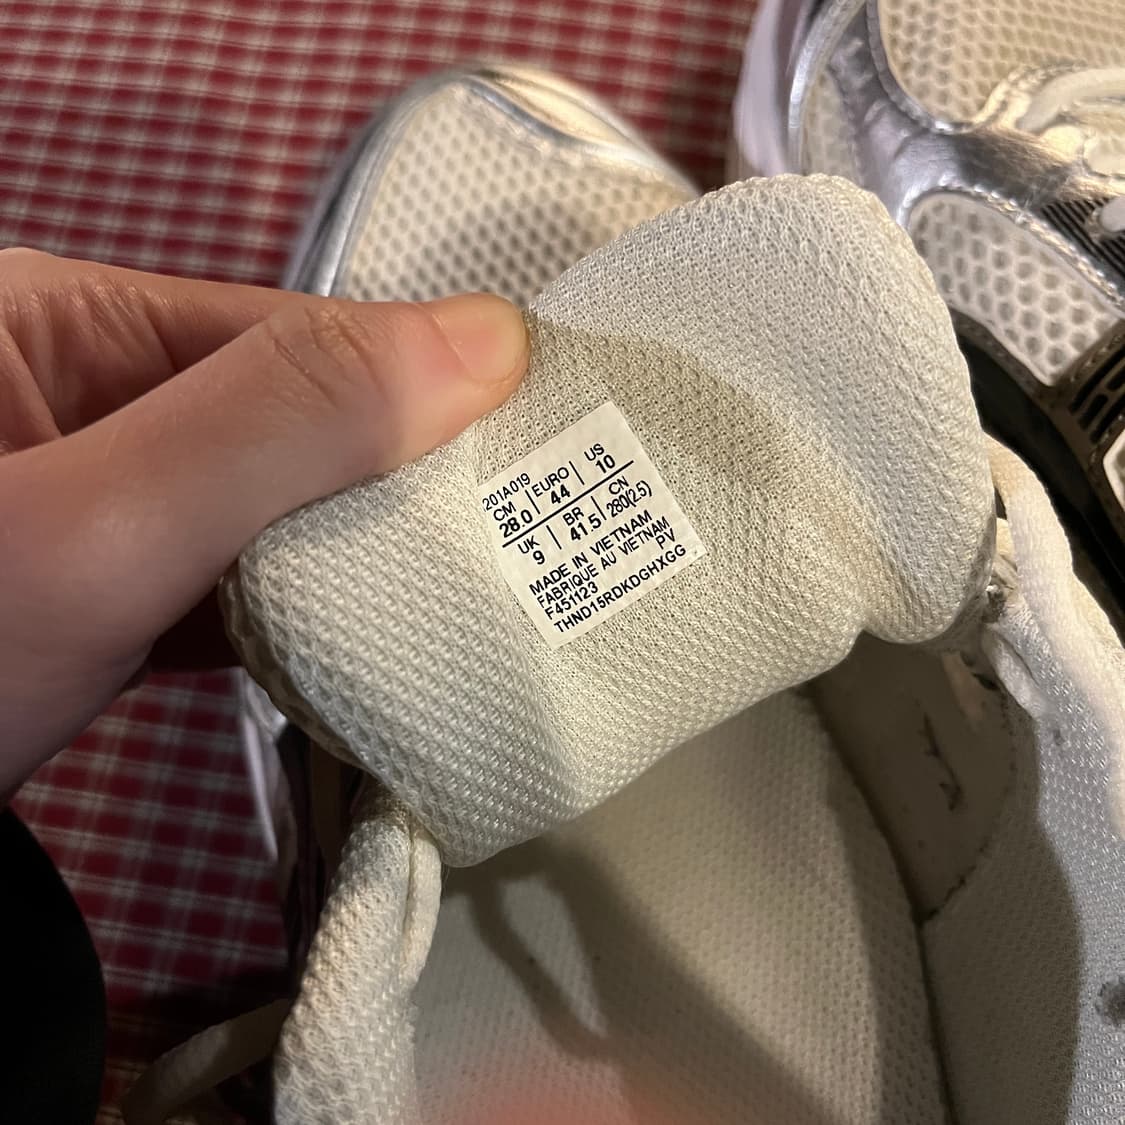 201A019
CM | EURO | US
28.0 | 44 | 10
UK | BR | CN
9 | 41.5 | 280(2.5)
MADE IN VIETNAM
FABRIQUE AU VIETNAM
F451123 PV
THND15RDKDGHXGG